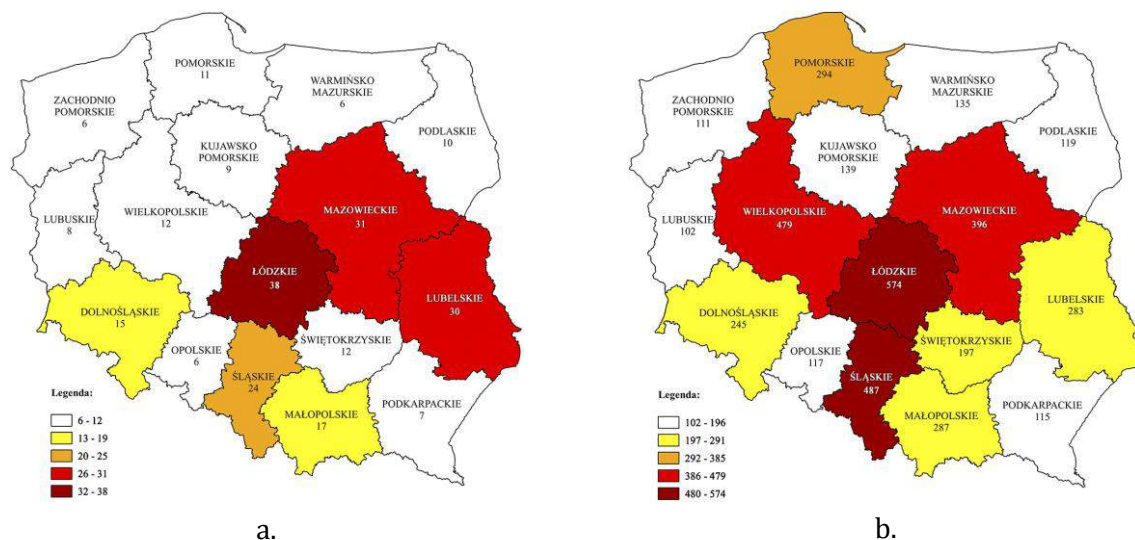 POMORSKIE
11
WARMIŃSKO
MAZURSKIE
6
ZACHODNIO
POMORSKIE
6
PODLASKIE
10
KUJAWSKO
POMORSKIE
9
MAZOWIECKIE
31
LUBUSKIE
8
WIELKOPOLSKIE
12
ŁÓDZKIE
38
LUBELSKIE
30
DOLNOŚLĄSKIE
15
OPOLSKIE
6
ŚWIĘTOKRZYSKIE
12
ŚLĄSKIE
24
MAŁOPOLSKIE
17
PODKARPACKIE
7
Legenda:
6 - 12
13 - 19
20 - 25
26 - 31
32 - 38
a.
POMORSKIE
294
WARMIŃSKO
MAZURSKIE
135
ZACHODNIO
POMORSKIE
111
PODLASKIE
119
KUJAWSKO
POMORSKIE
139
MAZOWIECKIE
396
LUBUSKIE
102
WIELKOPOLSKIE
479
ŁÓDZKIE
574
LUBELSKIE
283
DOLNOŚLĄSKIE
245
OPOLSKIE
117
ŚWIĘTOKRZYSKIE
197
ŚLĄSKIE
487
MAŁOPOLSKIE
287
PODKARPACKIE
115
Legenda:
102 - 196
197 - 291
292 - 385
386 - 479
480 - 574
b.